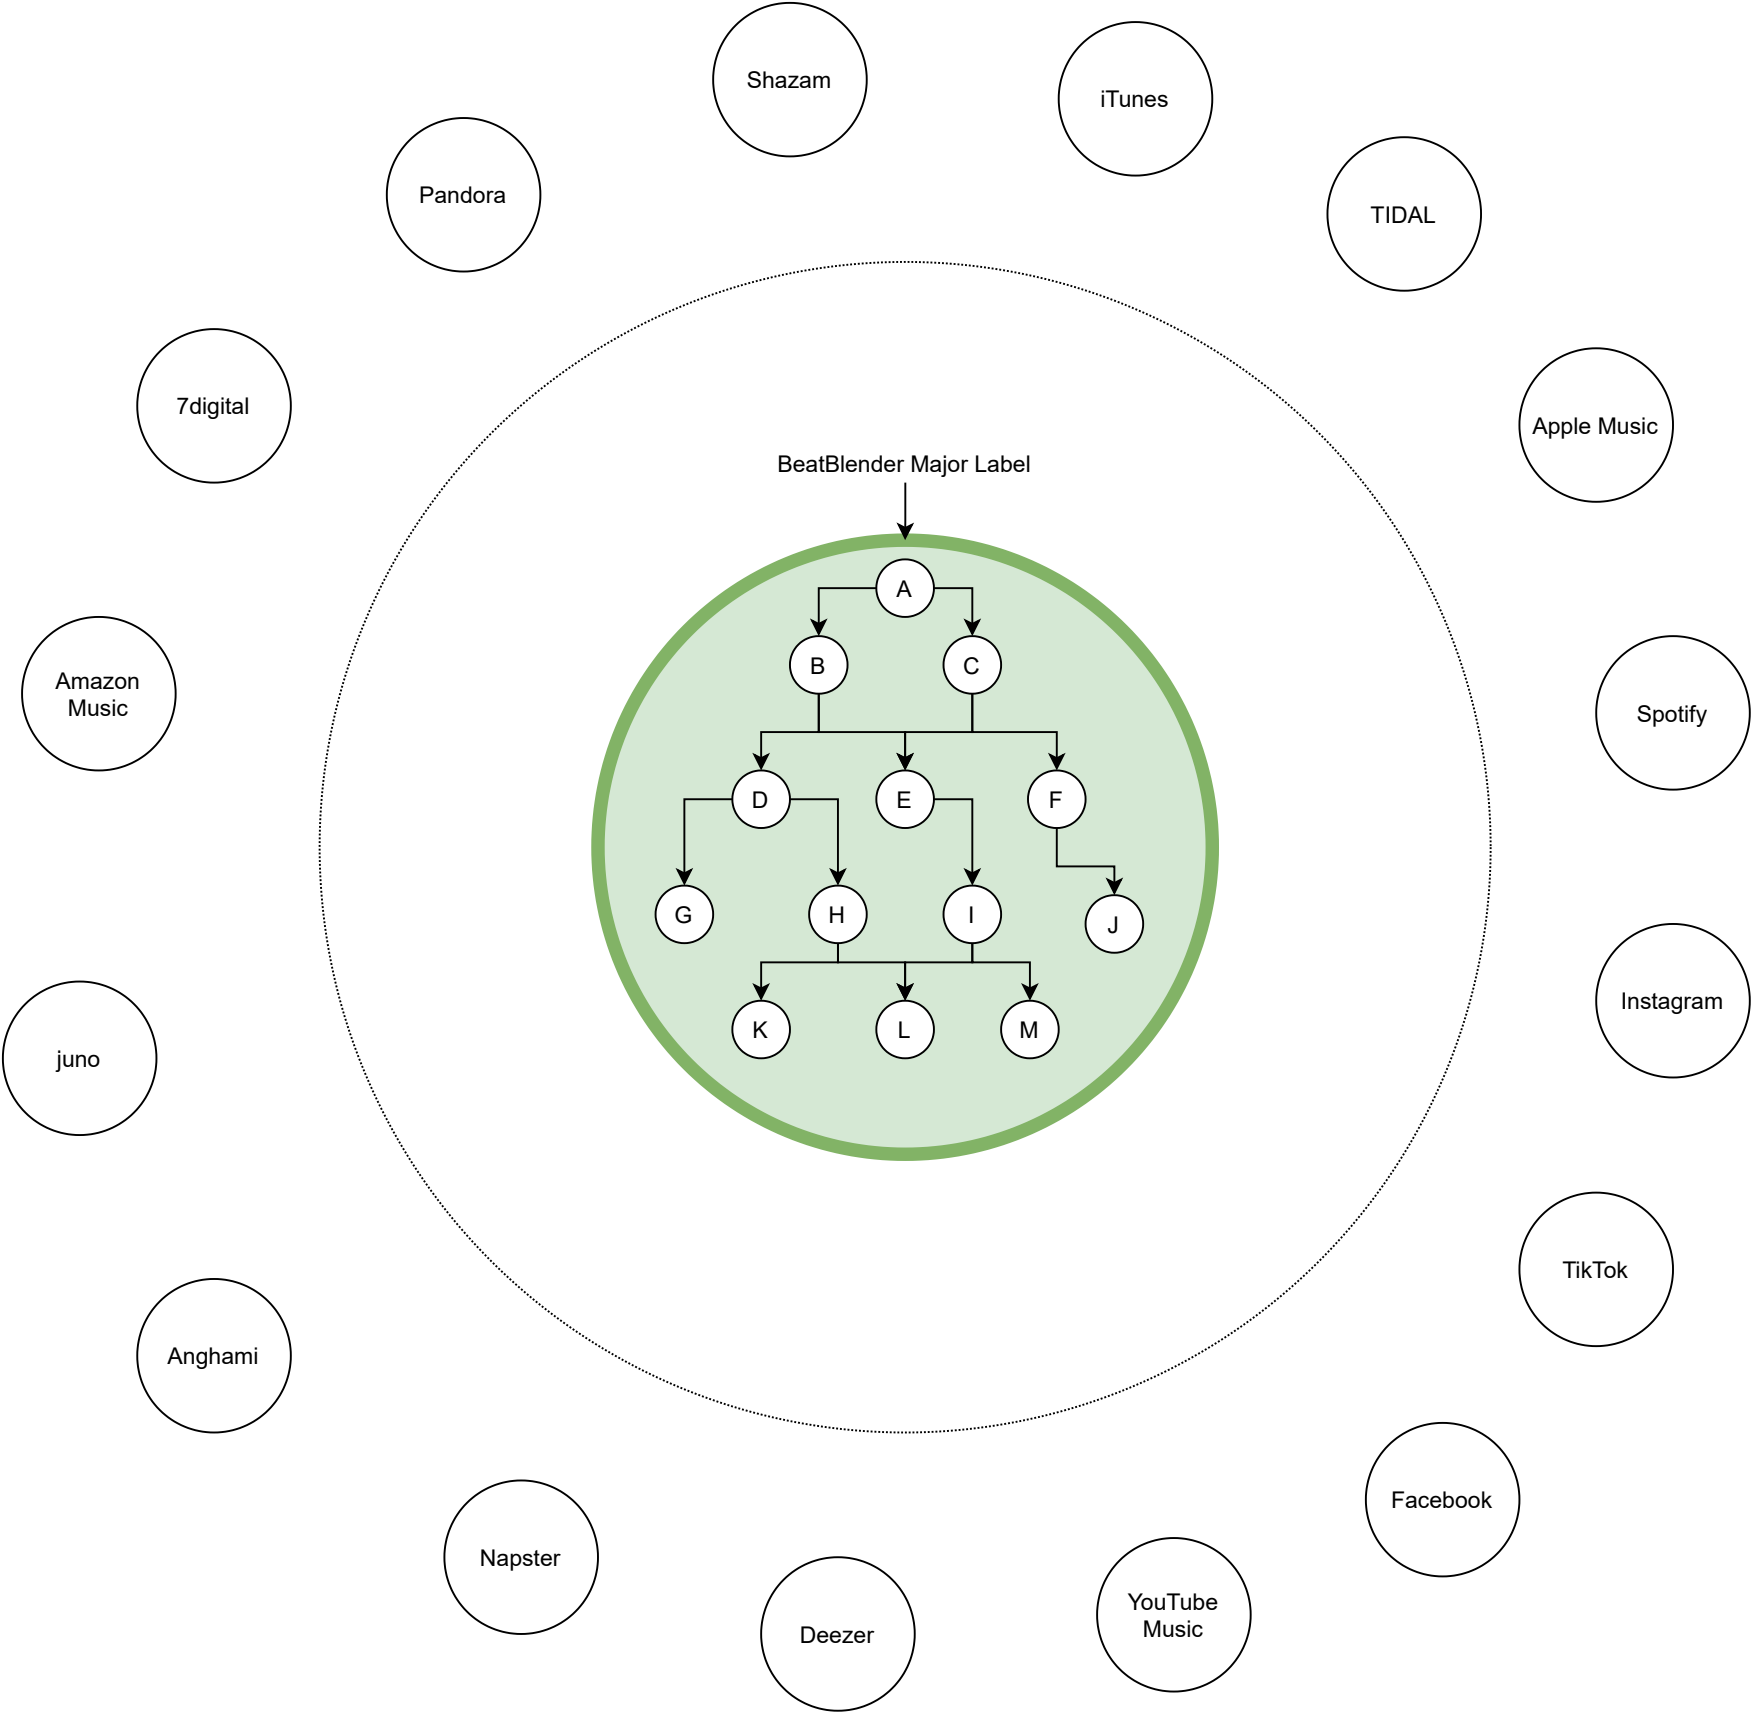 Shazam
iTunes
Pandora
TIDAL
7digital
Apple Music
BeatBlender Major Label
A
B
C
Amazon
Music
Spotify
D
E
F
G
H
I
J
K
L
M
Instagram
juno
TikTok
Anghami
Facebook
Napster
YouTube
Music
Deezer